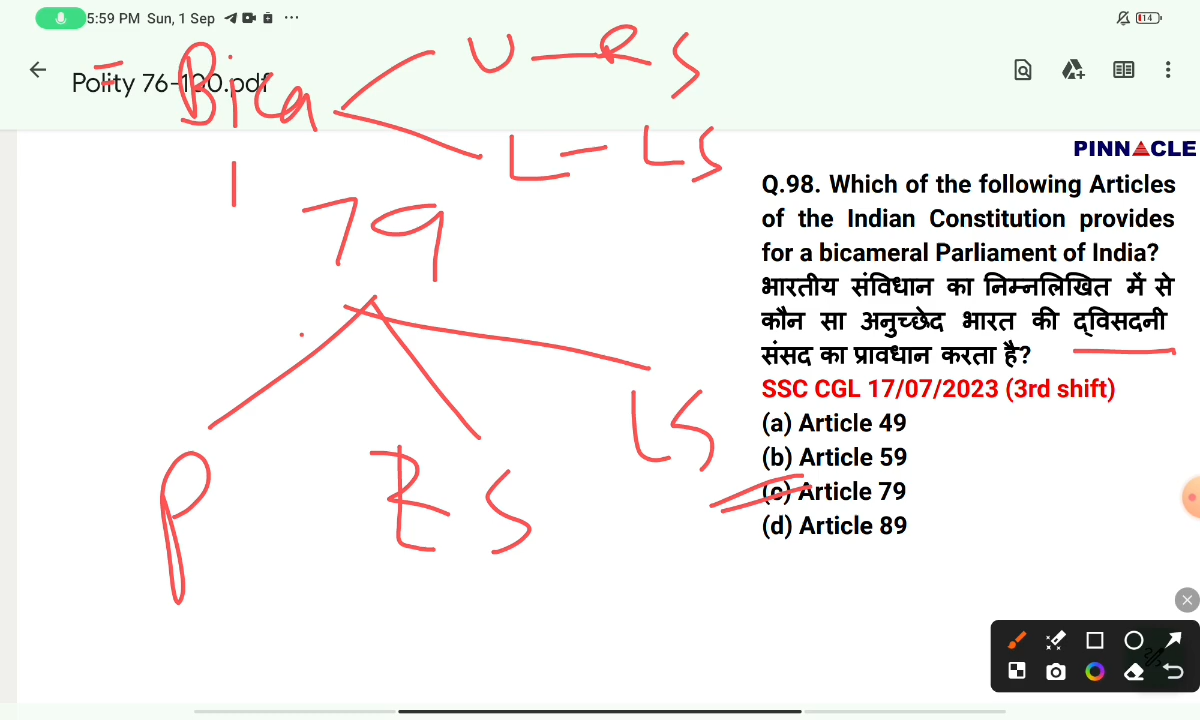 5:59 PM Sun, 1 Sep
14
Polity 76-100.pdf
= Bica
U - RS
L - LS
79
P
RS
LS
PINNACLE
Q.98. Which of the following Articles
of the Indian Constitution provides
for a bicameral Parliament of India?
भारतीय संविधान का निम्नलिखित में से
कौन सा अनुच्छेद भारत की द्विसदनी
संसद का प्रावधान करता है?
SSC CGL 17/07/2023 (3rd shift)
(a) Article 49
(b) Article 59
(c) Article 79
(d) Article 89